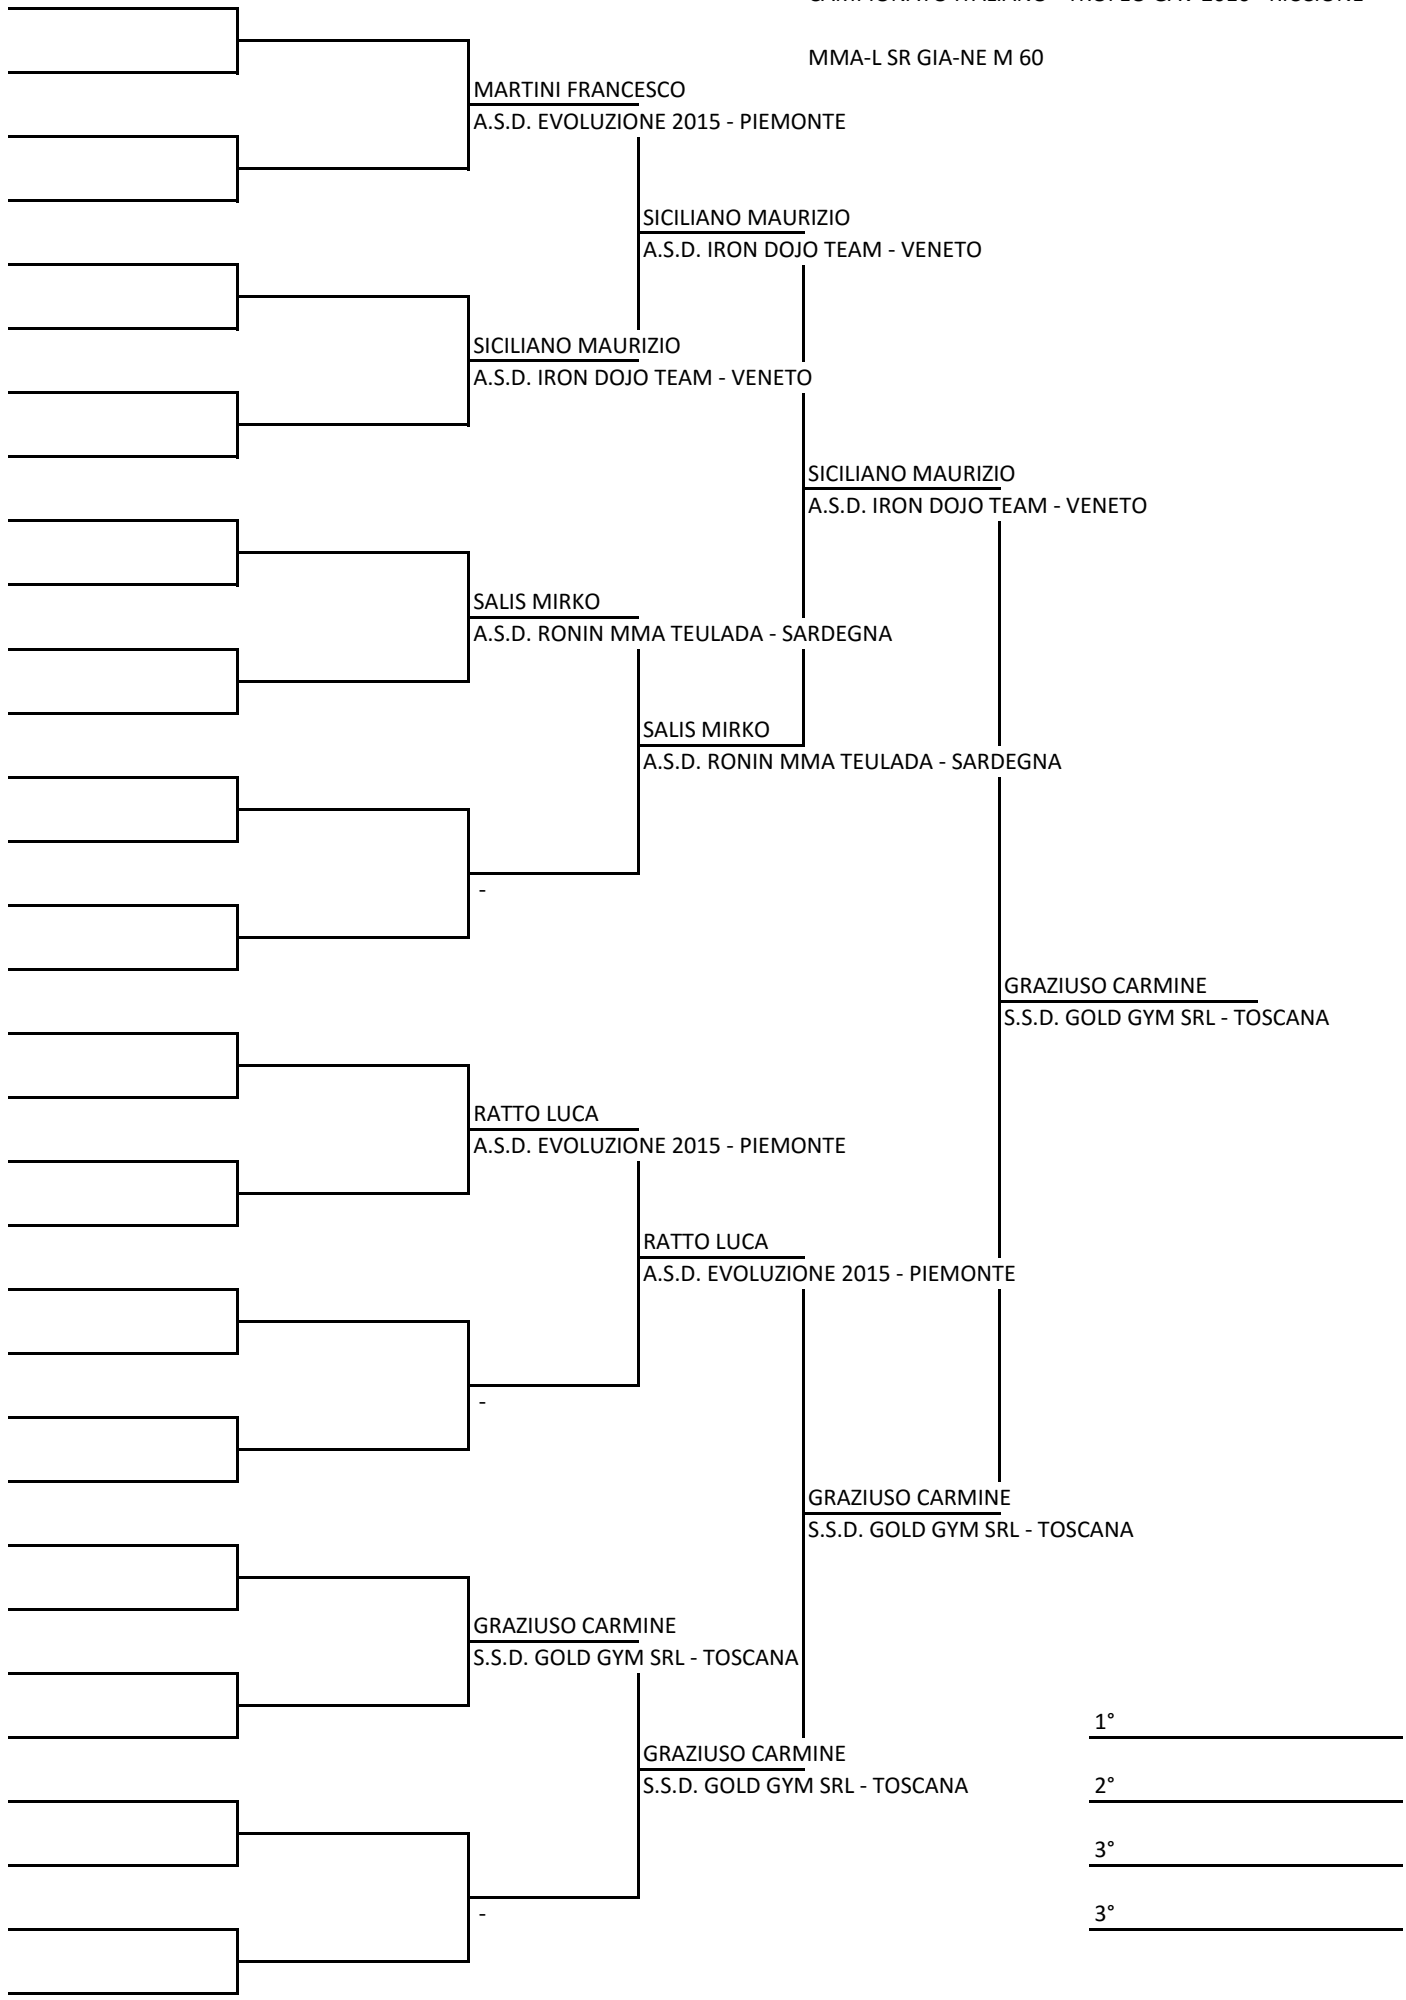 MMA-L SR GIA-NE M 60
MARTINI FRANCESCO
A.S.D. EVOLUZIONE 2015 - PIEMONTE
SICILIANO MAURIZIO
A.S.D. IRON DOJO TEAM - VENETO
SICILIANO MAURIZIO
A.S.D. IRON DOJO TEAM - VENETO
SICILIANO MAURIZIO
A.S.D. IRON DOJO TEAM - VENETO
SALIS MIRKO
A.S.D. RONIN MMA TEULADA - SARDEGNA
SALIS MIRKO
A.S.D. RONIN MMA TEULADA - SARDEGNA
-
GRAZIUSO CARMINE
S.S.D. GOLD GYM SRL - TOSCANA
RATTO LUCA
A.S.D. EVOLUZIONE 2015 - PIEMONTE
RATTO LUCA
A.S.D. EVOLUZIONE 2015 - PIEMONTE
-
GRAZIUSO CARMINE
S.S.D. GOLD GYM SRL - TOSCANA
GRAZIUSO CARMINE
S.S.D. GOLD GYM SRL - TOSCANA
GRAZIUSO CARMINE
S.S.D. GOLD GYM SRL - TOSCANA
-
1°
2°
3°
3°